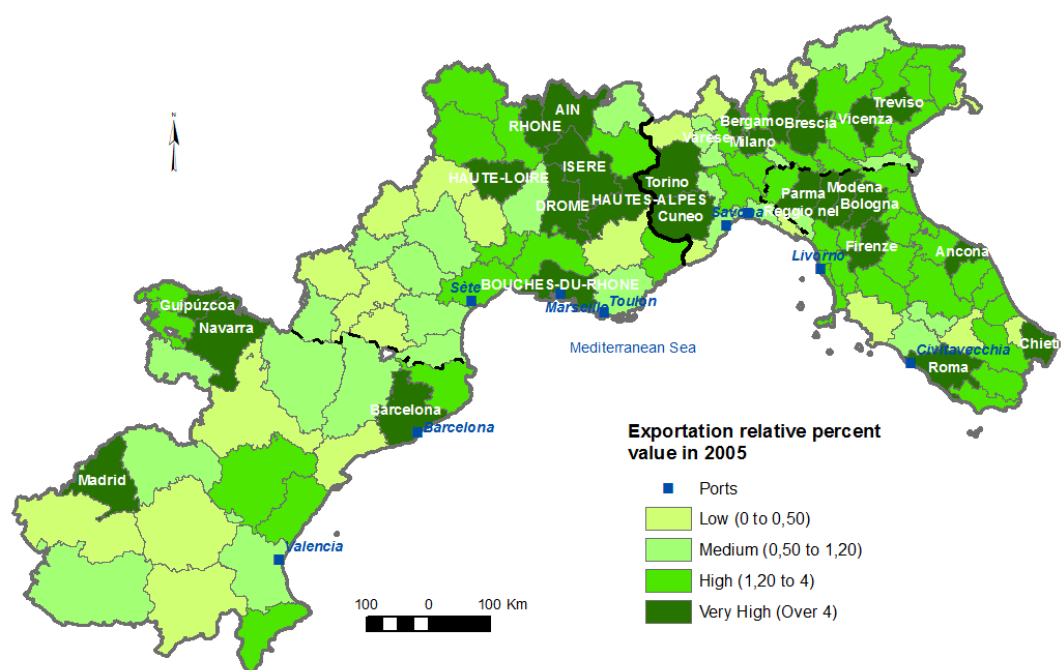 N
AIN
RHONE
Bergamo
Brescia
Treviso
Vicenza
Varese
Milano
ISERE
HAUTE-LOIRE
Torino
DROME
HAUTES-ALPES
Cuneo
Parma
Modena
Reggio nel
Bologna
Savona
Firenze
Ancona
Livorno
BOUCHES-DU-RHONE
Sète
Marseille
Toulon
Guipúzcoa
Navarra
Mediterranean Sea
Civitavecchia
Roma
Chieti
Barcelona
Barcelona
Madrid
Valencia
Exportation relative percent
value in 2005
Ports
Low (0 to 0,50)
Medium (0,50 to 1,20)
High (1,20 to 4)
Very High (Over 4)
100 0 100 Km